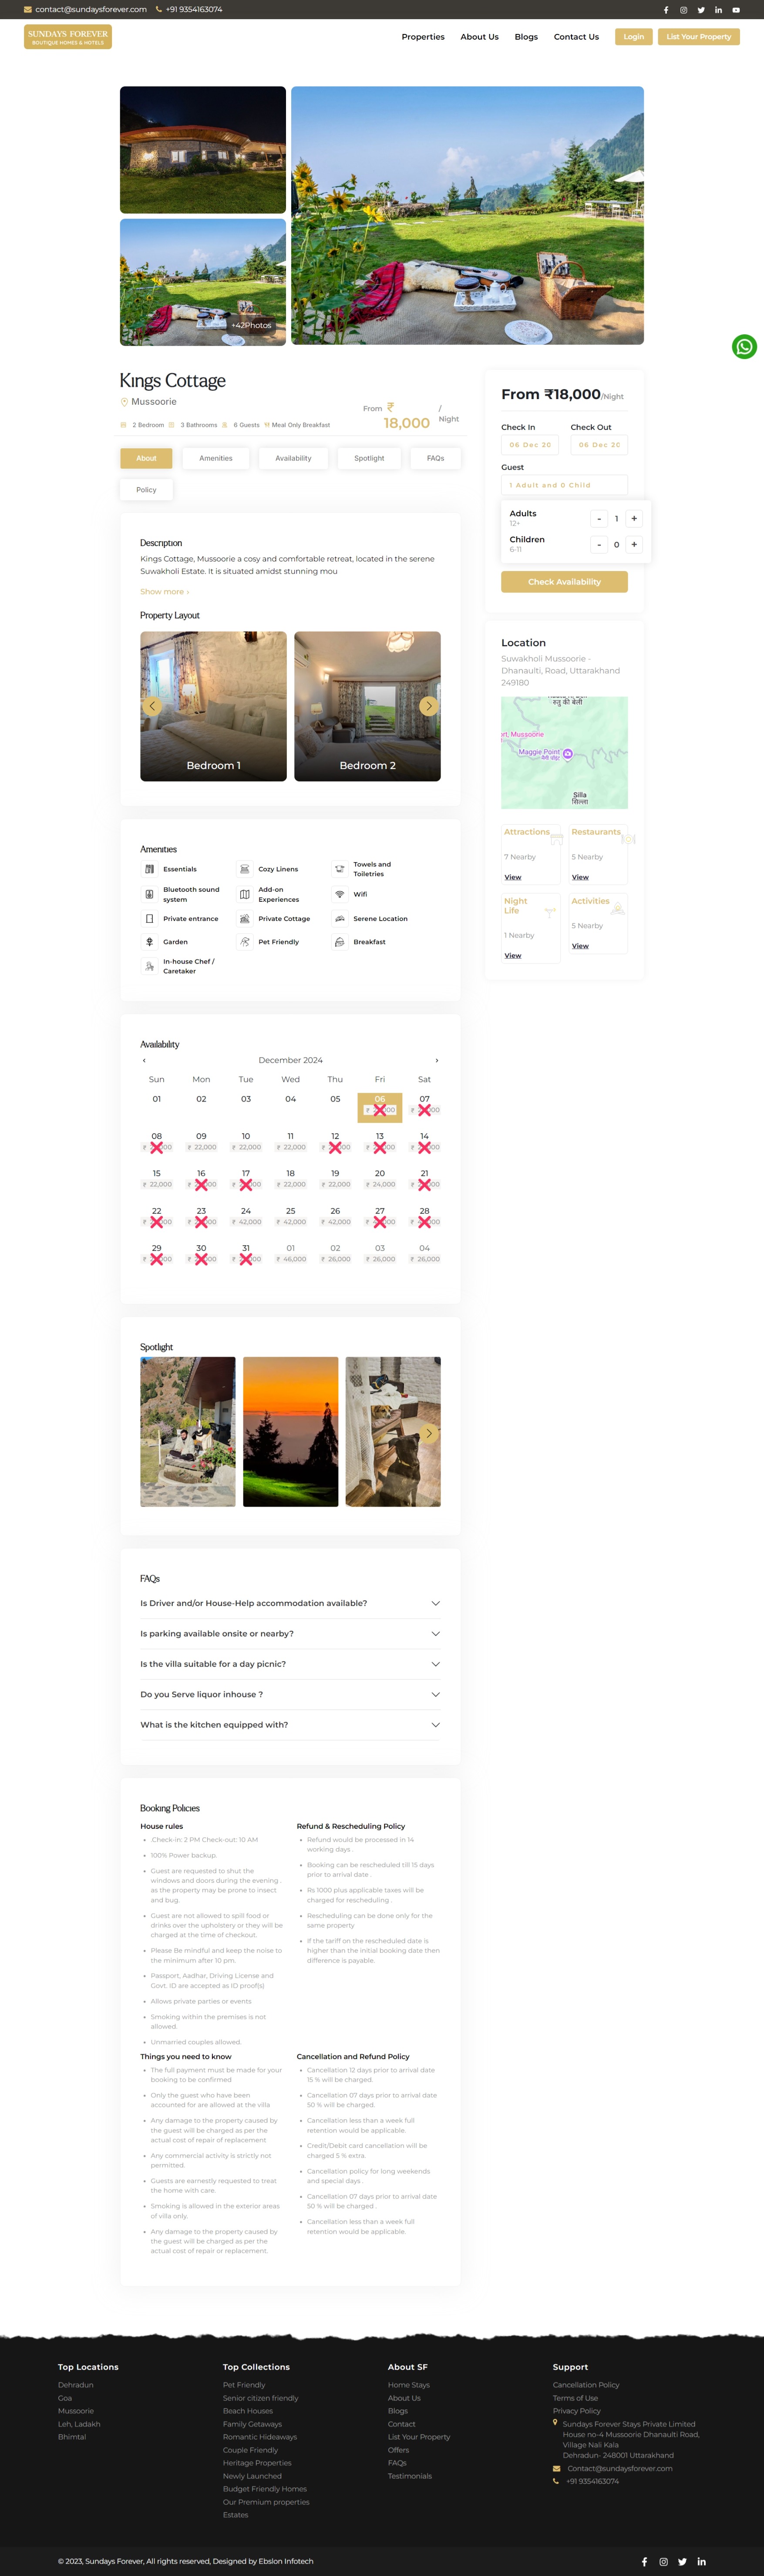 contact@sundaysforever.com +91 9354163074
SUNDAYS FOREVER
BOUTIQUE HOMES & HOTELS
Properties About Us Blogs Contact Us Login List Your Property
+42Photos
Kings Cottage
Mussoorie
2 Bedroom 3 Bathrooms 6 Guests Meal Only Breakfast
From ₹ 18,000 / Night
About Amenities Availability Spotlight FAQs
Policy
Description
Kings Cottage, Mussoorie a cosy and comfortable retreat, located in the serene
Suwakholi Estate. It is situated amidst stunning mou
Show more ›
Property Layout
Bedroom 1 Bedroom 2
From ₹18,000/Night
Check In Check Out
06 Dec 20 06 Dec 20
Guest
1 Adult and 0 Child
Adults
12+
- 1 +
Children
6-11
- 0 +
Check Availability
Location
Suwakholi Mussoorie -
Dhanaulti, Road, Uttarakhand
249180
rt, Mussoorie
Maggie Point
Silla
सिल्ला
Attractions
7 Nearby
View
Restaurants
5 Nearby
View
Night
Life
1 Nearby
View
Activities
5 Nearby
View
Amenities
Essentials Cozy Linens Towels and
Toiletries
Bluetooth sound
system
Add-on
Experiences
Wifi
Private entrance Private Cottage Serene Location
Garden Pet Friendly Breakfast
In-house Chef /
Caretaker
Availability
‹ December 2024 ›
Sun Mon Tue Wed Thu Fri Sat
01 02 03 04 05 06 07
08 09 10 11 12 13 14
₹ 22,000 ₹ 22,000 ₹ 22,000
15 16 17 18 19 20 21
₹ 22,000 ₹ 22,000 ₹ 22,000 ₹ 24,000
22 23 24 25 26 27 28
₹ 42,000 ₹ 42,000 ₹ 42,000
29 30 31 01 02 03 04
₹ 46,000 ₹ 26,000 ₹ 26,000 ₹ 26,000
Spotlight
FAQs
Is Driver and/or House-Help accommodation available?
Is parking available onsite or nearby?
Is the villa suitable for a day picnic?
Do you Serve liquor inhouse ?
What is the kitchen equipped with?
Booking Policies
House rules
.Check-in: 2 PM Check-out: 10 AM
100% Power backup.
Guest are requested to shut the
windows and doors during the evening .
as the property may be prone to insect
and bug.
Guest are not allowed to spill food or
drinks over the upholstery or they will be
charged at the time of checkout.
Please Be mindful and keep the noise to
the minimum after 10 pm.
Passport, Aadhar, Driving License and
Govt. ID are accepted as ID proof(s)
Allows private parties or events
Smoking within the premises is not
allowed.
Unmarried couples allowed.
Refund & Rescheduling Policy
Refund would be processed in 14
working days .
Booking can be rescheduled till 15 days
prior to arrival date .
Rs 1000 plus applicable taxes will be
charged for rescheduling .
Rescheduling can be done only for the
same property
If the tariff on the rescheduled date is
higher than the initial booking date then
difference is payable.
Things you need to know
The full payment must be made for your
booking to be confirmed
Only the guest who have been
accounted for are allowed at the villa
Any damage to the property caused by
the guest will be charged as per the
actual cost of repair of replacement
Any commercial activity is strictly not
permitted.
Guests are earnestly requested to treat
the home with care.
Smoking is allowed in the exterior areas
of villa only.
Any damage to the property caused by
the guest will be charged as per the
actual cost of repair or replacement.
Cancellation and Refund Policy
Cancellation 12 days prior to arrival date
15 % will be charged.
Cancellation 07 days prior to arrival date
50 % will be charged.
Cancellation less than a week full
retention would be applicable.
Credit/Debit card cancellation will be
charged 5 % extra.
Cancellation policy for long weekends
and special days .
Cancellation 07 days prior to arrival date
50 % will be charged .
Cancellation less than a week full
retention would be applicable.
Top Locations
Dehradun
Goa
Mussoorie
Leh, Ladakh
Bhimtal
Top Collections
Pet Friendly
Senior citizen friendly
Beach Houses
Family Getaways
Romantic Hideaways
Couple Friendly
Heritage Properties
Newly Launched
Budget Friendly Homes
Our Premium properties
Estates
About SF
Home Stays
About Us
Blogs
Contact
List Your Property
Offers
FAQs
Testimonials
Support
Cancellation Policy
Terms of Use
Privacy Policy
Sundays Forever Stays Private Limited
House no-4 Mussoorie Dhanaulti Road,
Village Nali Kala
Dehradun- 248001 Uttarakhand
Contact@sundaysforever.com
+91 9354163074
© 2023, Sundays Forever, All rights reserved, Designed by Ebslon Infotech